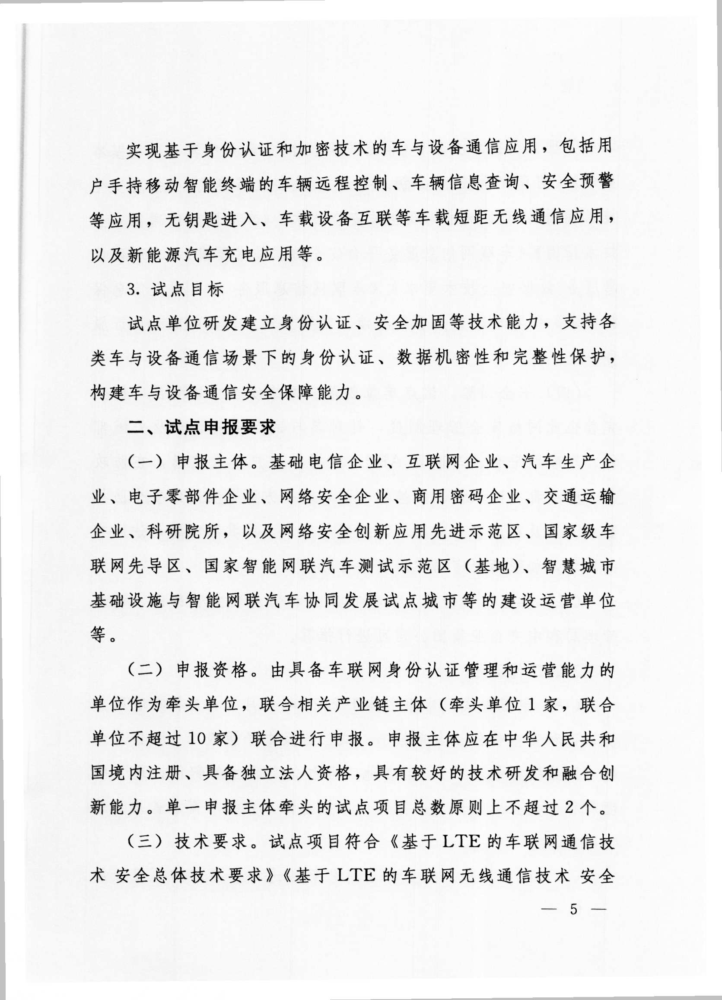 实现基于身份认证和加密技术的车与设备通信应用，包括用
户手持移动智能终端的车辆远程控制、车辆信息查询、安全预警
等应用，无钥匙进入、车载设备互联等车载短距无线通信应用，
以及新能源汽车充电应用等。
3. 试点目标
试点单位研发建立身份认证、安全加固等技术能力，支持各
类车与设备通信场景下的身份认证、数据机密性和完整性保护，
构建车与设备通信安全保障能力。
二、试点申报要求
（一）申报主体。基础电信企业、互联网企业、汽车生产企
业、电子零部件企业、网络安全企业、商用密码企业、交通运输
企业、科研院所，以及网络安全创新应用先进示范区、国家级车
联网先导区、国家智能网联汽车测试示范区（基地）、智慧城市
基础设施与智能网联汽车协同发展试点城市等的建设运营单位
等。
（二）申报资格。由具备车联网身份认证管理和运营能力的
单位作为牵头单位，联合相关产业链主体（牵头单位1家，联合
单位不超过10家）联合进行申报。申报主体应在中华人民共和
国境内注册、具备独立法人资格，具有较好的技术研发和融合创
新能力。单一申报主体牵头的试点项目总数原则上不超过2个。
（三）技术要求。试点项目符合《基于LTE的车联网通信技
术 安全总体技术要求》《基于LTE的车联网无线通信技术 安全
— 5 —